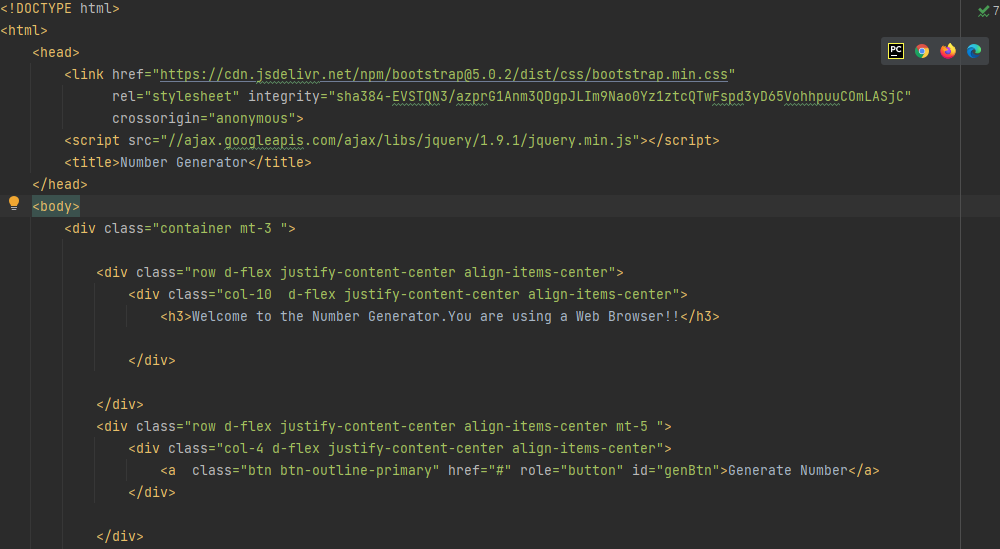 <!DOCTYPE html>
7
<html>
<head>
PC
<link href="https://cdn.jsdelivr.net/npm/bootstrap@5.0.2/dist/css/bootstrap.min.css"
rel="stylesheet" integrity="sha384-EVSTQN3/azprG1Anm3QDgpJLIm9Nao0Yz1ztcQTwFspd3yD65VohhpuuCOmLASjC"
crossorigin="anonymous">
<script src="//ajax.googleapis.com/ajax/libs/jquery/1.9.1/jquery.min.js"></script>
<title>Number Generator</title>
</head>
<body>
<div class="container mt-3 ">
<div class="row d-flex justify-content-center align-items-center">
<div class="col-10  d-flex justify-content-center align-items-center">
<h3>Welcome to the Number Generator.You are using a Web Browser!!</h3>
</div>
</div>
<div class="row d-flex justify-content-center align-items-center mt-5 ">
<div class="col-4 d-flex justify-content-center align-items-center">
<a  class="btn btn-outline-primary" href="#" role="button" id="genBtn">Generate Number</a>
</div>
</div>